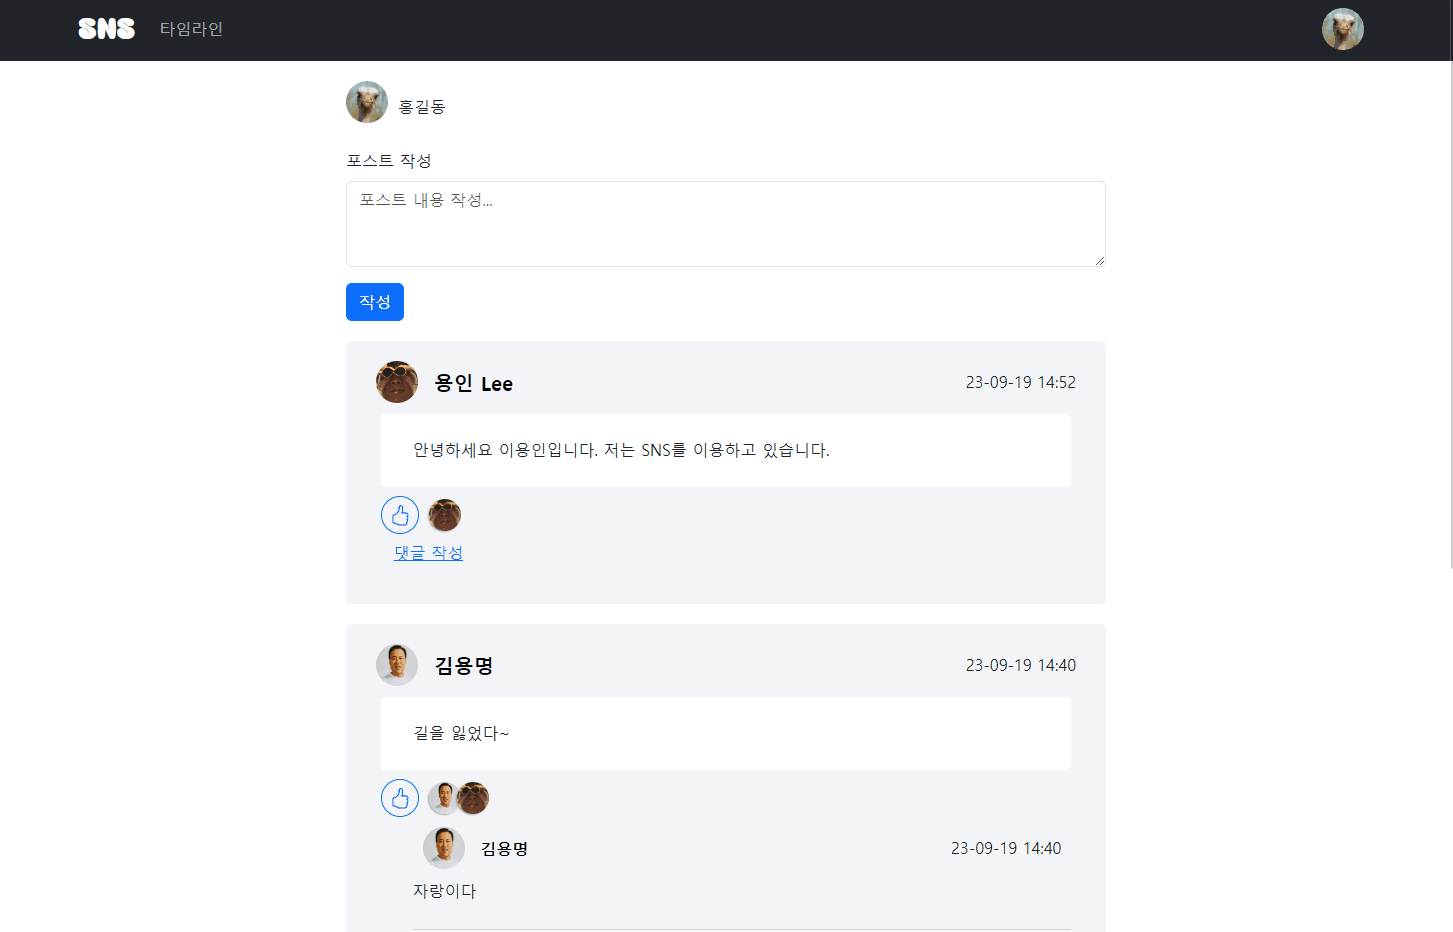 SNS 타임라인
홍길동
포스트 작성
포스트 내용 작성...
작성
용인 Lee 23-09-19 14:52
안녕하세요 이용인입니다. 저는 SNS를 이용하고 있습니다.
댓글 작성
김용명 23-09-19 14:40
길을 잃었다~
김용명 23-09-19 14:40
자랑이다